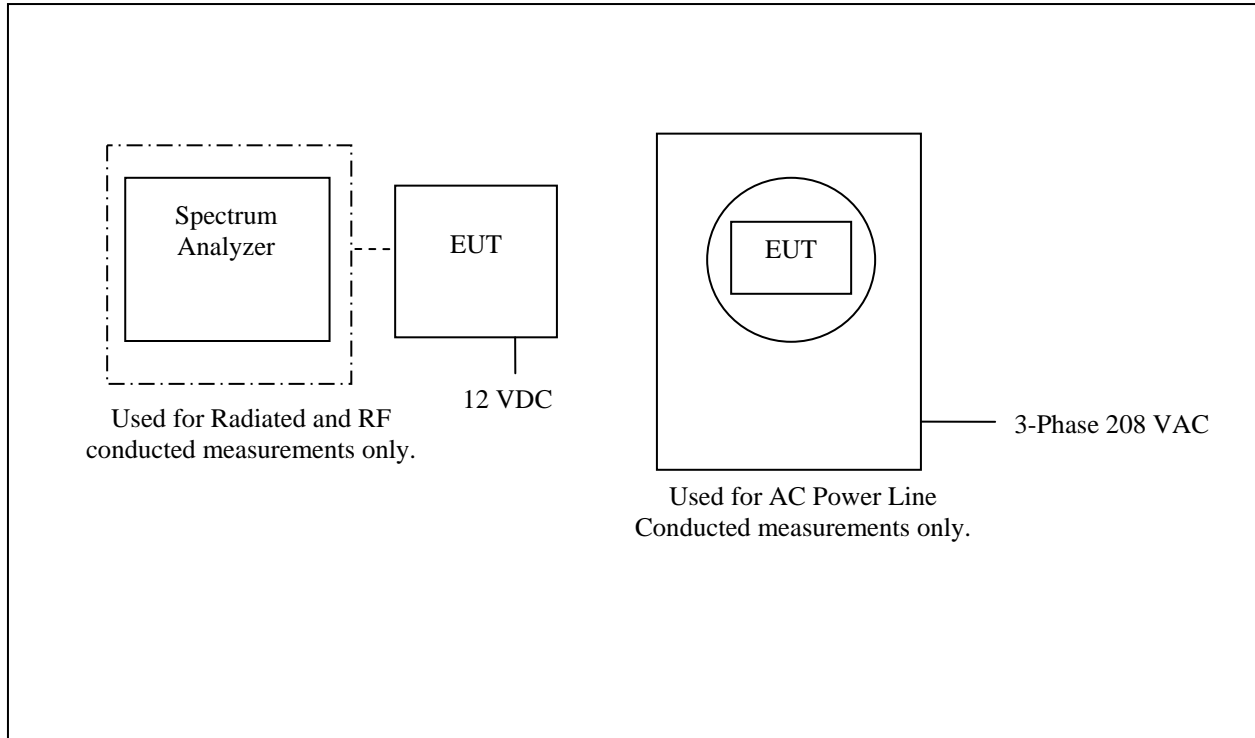 Spectrum
Analyzer
EUT
12 VDC
Used for Radiated and RF
conducted measurements only.
EUT
3-Phase 208 VAC
Used for AC Power Line
Conducted measurements only.